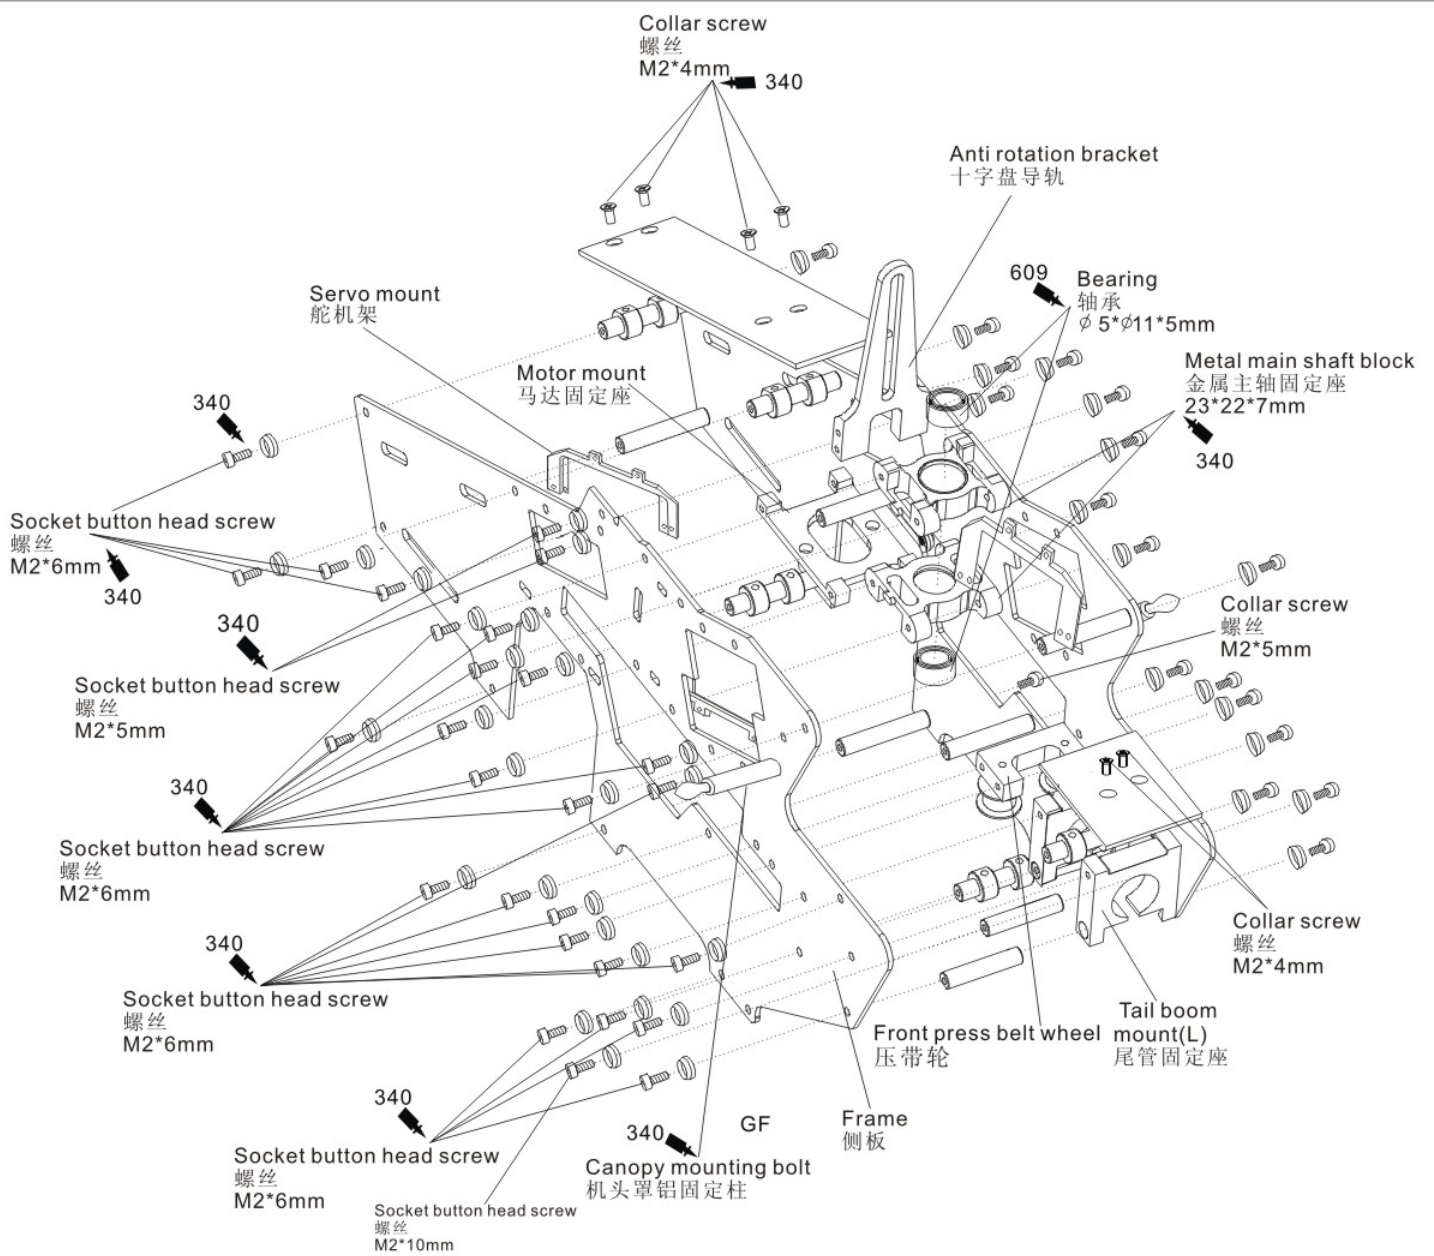 Collar screw
螺丝
M2*4mm
340
Anti rotation bracket
十字盘导轨
609
Bearing
轴承
φ 5*φ11*5mm
Servo mount
舵机架
Motor mount
马达固定座
Metal main shaft block
金属主轴固定座
23*22*7mm
340
340
Socket button head screw
螺丝
M2*6mm
340
Collar screw
螺丝
M2*5mm
340
Socket button head screw
螺丝
M2*5mm
340
Socket button head screw
螺丝
M2*6mm
340
Socket button head screw
螺丝
M2*6mm
Collar screw
螺丝
M2*4mm
Tail boom
mount(L)
尾管固定座
Front press belt wheel
压带轮
340
Socket button head screw
螺丝
M2*6mm
GF
Frame
侧板
340
Canopy mounting bolt
机头罩铝固定柱
Socket button head screw
螺丝
M2*10mm